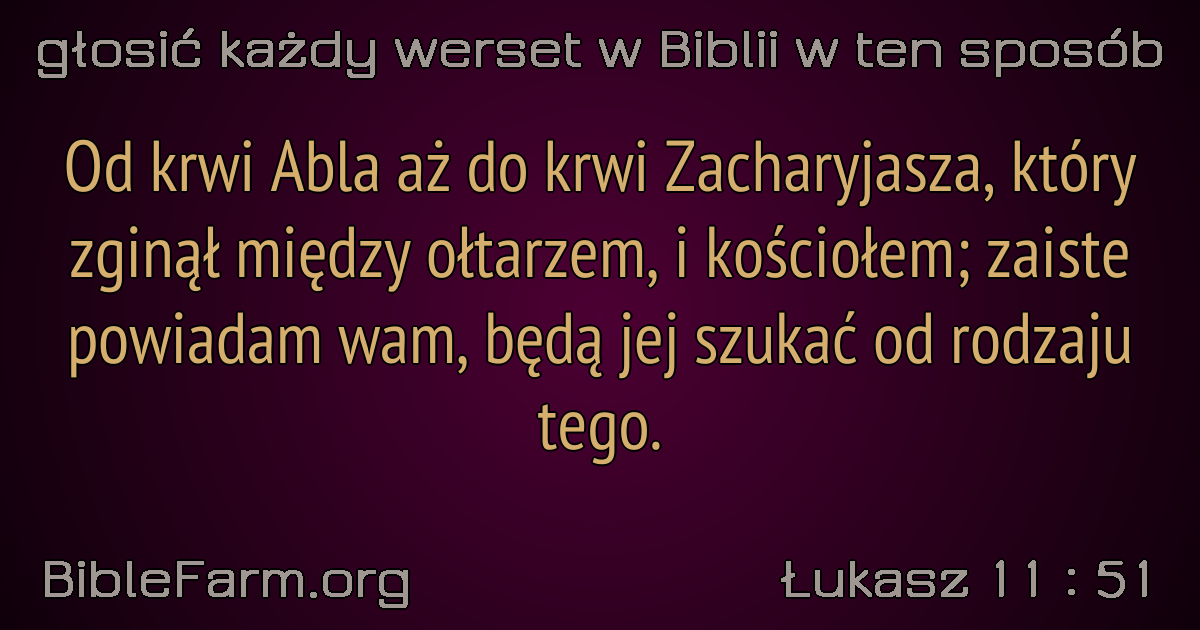 głosić każdy werset w Biblii w ten sposób
Od krwi Abla aż do krwi Zacharyjasza, który
zginął między ołtarzem, i kościołem; zaiste
powiadam wam, będą jej szukać od rodzaju
tego.
BibleFarm.org
Łukasz 11 : 51